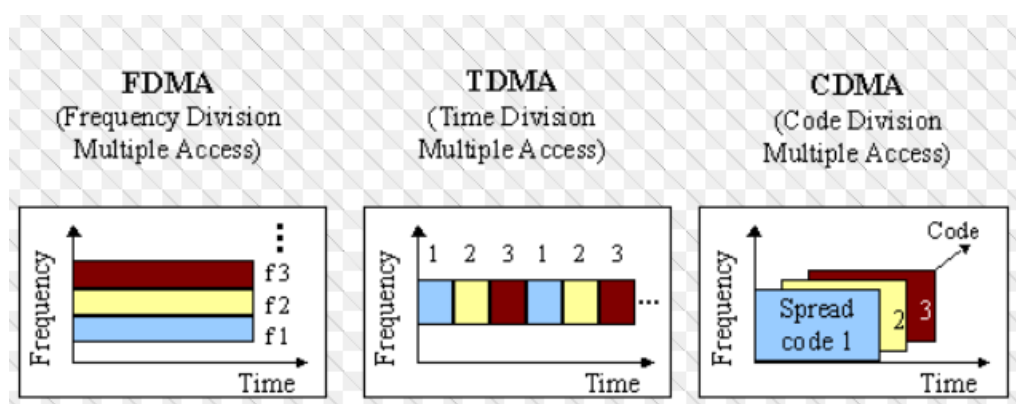 FDMA
(Frequency Division
Multiple Access)
Frequency
f3
f2
f1
Time
TDMA
(Time Division
Multiple Access)
Frequency
1 2 3 1 2 3
...
Time
CDMA
(Code Division
Multiple Access)
Frequency
Code
3
2
Spread
code 1
Time